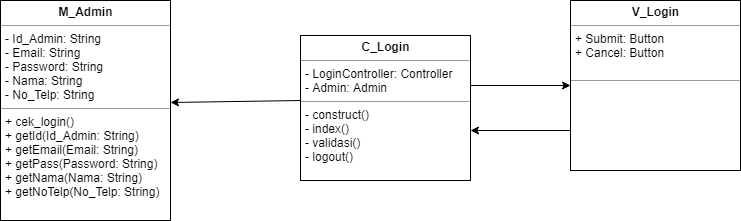 M_Admin
- Id_Admin: String
- Email: String
- Password: String
- Nama: String
- No_Telp: String
+ cek_login()
+ getId(Id_Admin: String)
+ getEmail(Email: String)
+ getPass(Password: String)
+ getNama(Nama: String)
+ getNoTelp(No_Telp: String)
C_Login
- LoginController: Controller
- Admin: Admin
- construct()
- index()
- validasi()
- logout()
V_Login
+ Submit: Button
+ Cancel: Button